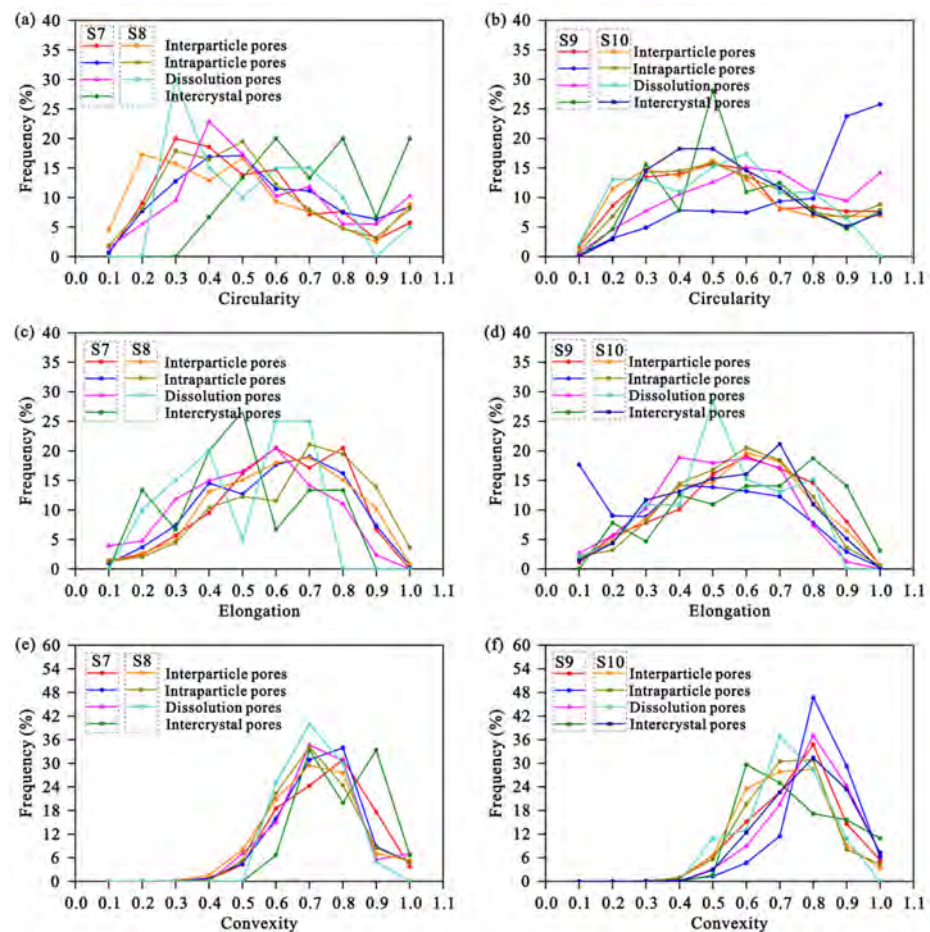 (a)
40
35
30
25
20
15
10
5
0
Frequency (%)
S7 S8
Interparticle pores
Intraparticle pores
Dissolution pores
Intercrystal pores
0.0 0.1 0.2 0.3 0.4 0.5 0.6 0.7 0.8 0.9 1.0 1.1
Circularity
(b)
40
35
30
25
20
15
10
5
0
Frequency (%)
S9 S10
Interparticle pores
Intraparticle pores
Dissolution pores
Intercrystal pores
0.0 0.1 0.2 0.3 0.4 0.5 0.6 0.7 0.8 0.9 1.0 1.1
Circularity
(c)
40
35
30
25
20
15
10
5
0
Frequency (%)
S7 S8
Interparticle pores
Intraparticle pores
Dissolution pores
Intercrystal pores
0.0 0.1 0.2 0.3 0.4 0.5 0.6 0.7 0.8 0.9 1.0 1.1
Elongation
(d)
40
35
30
25
20
15
10
5
0
Frequency (%)
S9 S10
Interparticle pores
Intraparticle pores
Dissolution pores
Intercrystal pores
0.0 0.1 0.2 0.3 0.4 0.5 0.6 0.7 0.8 0.9 1.0 1.1
Elongation
(e)
60
54
48
42
36
30
24
18
12
6
0
Frequency (%)
S7 S8
Interparticle pores
Intraparticle pores
Dissolution pores
Intercrystal pores
0.0 0.1 0.2 0.3 0.4 0.5 0.6 0.7 0.8 0.9 1.0 1.1
Convexity
(f)
60
54
48
42
36
30
24
18
12
6
0
Frequency (%)
S9 S10
Interparticle pores
Intraparticle pores
Dissolution pores
Intercrystal pores
0.0 0.1 0.2 0.3 0.4 0.5 0.6 0.7 0.8 0.9 1.0 1.1
Convexity